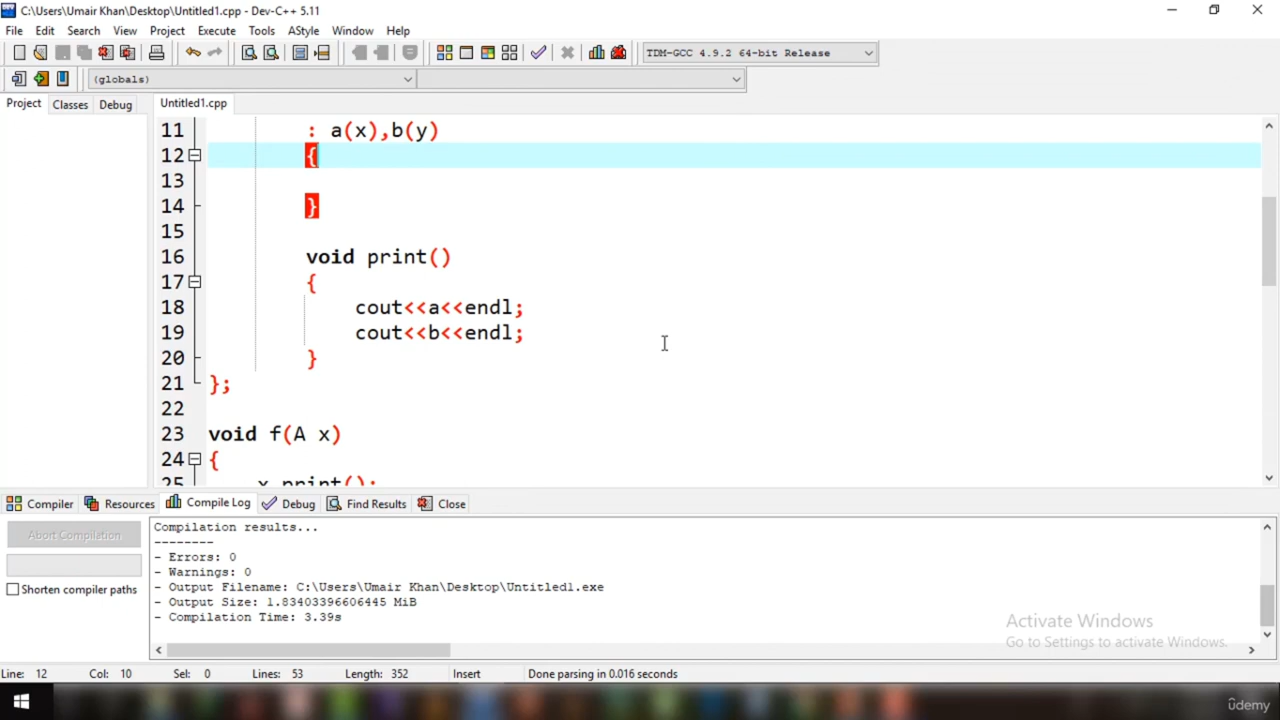 C:\Users\Umair Khan\Desktop\Untitled1.cpp - Dev-C++ 5.11
File Edit Search View Project Execute Tools AStyle Window Help
TDM-GCC 4.9.2 64-bit Release
(globals)
Project Classes Debug Untitled1.cpp
11 : a(x),b(y)
12 {
13
14 }
15
16 void print()
17 {
18 cout<<a<<endl;
19 cout<<b<<endl;
20 }
21 };
22
23 void f(A x)
24 {
25 x.print();
Compiler Resources Compile Log Debug Find Results Close
Abort Compilation
Shorten compiler paths
Compilation results...
--------
- Errors: 0
- Warnings: 0
- Output Filename: C:\Users\Umair Khan\Desktop\Untitled1.exe
- Output Size: 1.83403396606445 MiB
- Compilation Time: 3.39s
Activate Windows
Go to Settings to activate Windows.
Line: 12 Col: 10 Sel: 0 Lines: 53 Length: 352 Insert Done parsing in 0.016 seconds
ûdemy